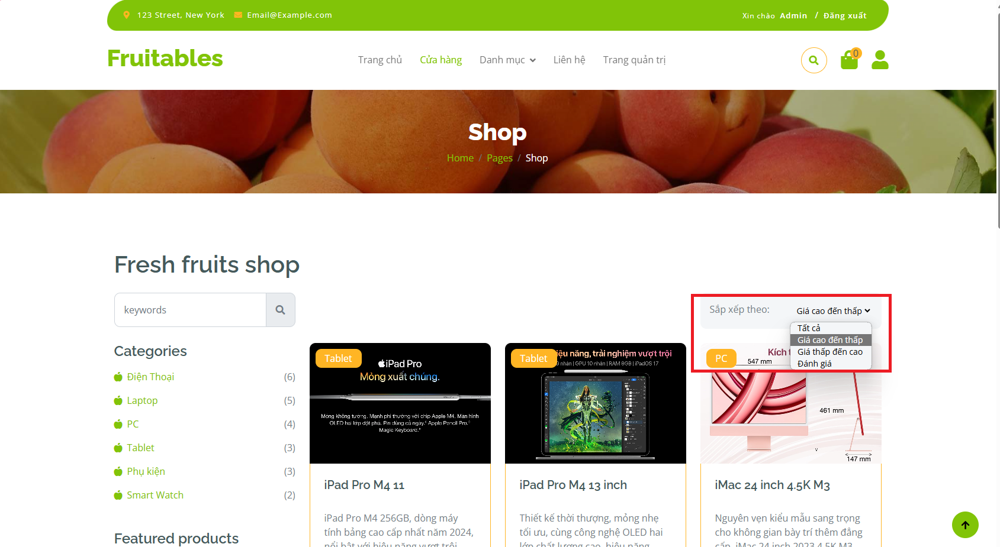 123 Street, New York Email@Example.com Xin chào Admin / Đăng xuất
Fruitables Trang chủ Cửa hàng Danh mục Liên hệ Trang quản trị 0
Shop
Home / Pages / Shop
Fresh fruits shop
keywords
Sắp xếp theo: Giá cao đến thấp
Tất cả
Giá cao đến thấp
Giá thấp đến cao
Đánh giá
Categories
Điện Thoại (6)
Laptop (5)
PC (4)
Tablet (3)
Phụ kiện (3)
Smart Watch (2)
Featured products
Tablet
iPad Pro
Mỏng xuất chúng.
Mỏng không tưởng. Mạnh phi thường với chip Apple M4. Màn hình
OLED hai lớp đột phá. Pin dùng cả ngày. Apple Pencil Pro.
Magic Keyboard.
iPad Pro M4 11
iPad Pro M4 256GB, dòng máy
tính bảng cao cấp nhất năm 2024,
nổi bật với hiệu năng vượt trội
Tablet
năng, trải nghiệm vượt trội
nhân | GPU 10 nhân | RAM 8GB | iPadOS 17
iPad Pro M4 13 inch
Thiết kế thời thượng, mỏng nhẹ
tối ưu, cùng công nghệ OLED hai
lớp chất lượng cao, hiệu năng
PC
547 mm
461 mm
147 mm
iMac 24 inch 4.5K M3
Nguyên vẹn kiểu mẫu sang trọng
cho không gian bày trí thêm đẳng
cấp, iMac 24 inch 2023 4.5K M3